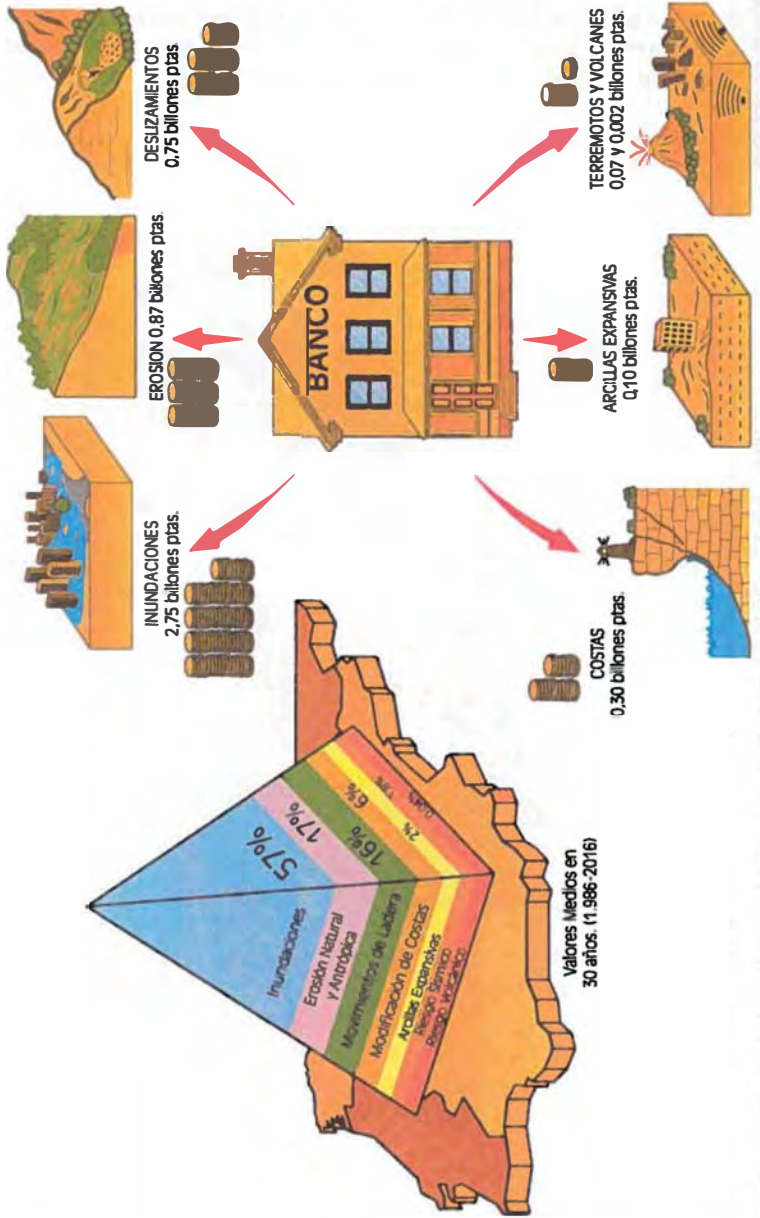 INUNDACIONES
2,75 billones ptas.
EROSION 0,87 billones ptas.
DESLIZAMIENTOS
0.75 billones ptas.
BANCO
COSTAS
0,30 billones ptas.
ARCILLAS EXPANSIVAS
0,10 billones ptas.
TERREMOTOS Y VOLCANES
0,07 y 0,002 billones ptas.
Inundaciones
57%
Erosión Natural
Y Antrópica
17%
Movimientos de Ladera
16%
Modificación de Costas
6%
Arcillas Expansivas
2%
Riesgo Sísmico
Riesgo Volcánico
0,04%
Valores Medios en
30 años. (1.986-2016)